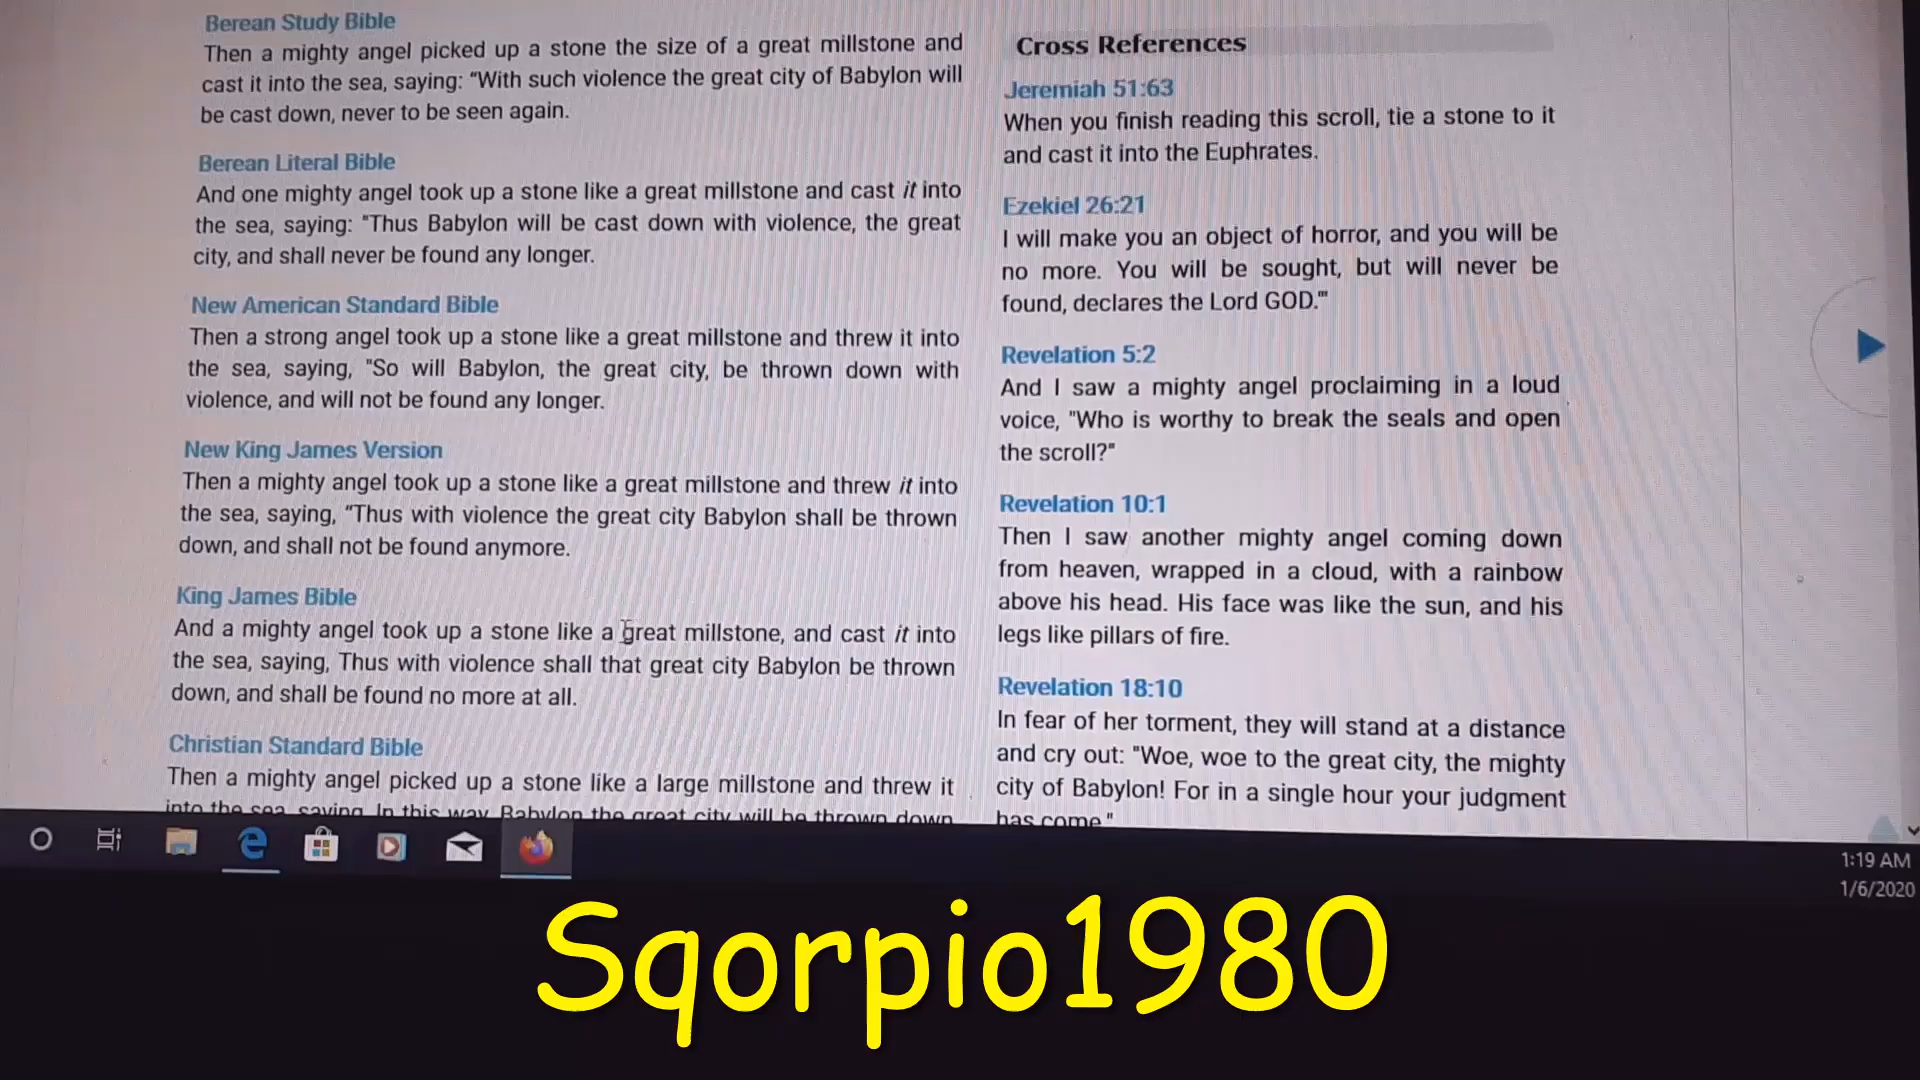 Berean Study Bible
Then a mighty angel picked up a stone the size of a great millstone and
cast it into the sea, saying: “With such violence the great city of Babylon will
be cast down, never to be seen again.
Berean Literal Bible
And one mighty angel took up a stone like a great millstone and cast it into
the sea, saying: "Thus Babylon will be cast down with violence, the great
city, and shall never be found any longer.
New American Standard Bible
Then a strong angel took up a stone like a great millstone and threw it into
the sea, saying, "So will Babylon, the great city, be thrown down with
violence, and will not be found any longer.
New King James Version
Then a mighty angel took up a stone like a great millstone and threw it into
the sea, saying, “Thus with violence the great city Babylon shall be thrown
down, and shall not be found anymore.
King James Bible
And a mighty angel took up a stone like a great millstone, and cast it into
the sea, saying, Thus with violence shall that great city Babylon be thrown
down, and shall be found no more at all.
Christian Standard Bible
Then a mighty angel picked up a stone like a large millstone and threw it
into the sea, saying, In this way, Babylon the great city will be thrown down
Cross References
Jeremiah 51:63
When you finish reading this scroll, tie a stone to it
and cast it into the Euphrates.
Ezekiel 26:21
I will make you an object of horror, and you will be
no more. You will be sought, but will never be
found, declares the Lord GOD.'"
Revelation 5:2
And I saw a mighty angel proclaiming in a loud
voice, "Who is worthy to break the seals and open
the scroll?"
Revelation 10:1
Then I saw another mighty angel coming down
from heaven, wrapped in a cloud, with a rainbow
above his head. His face was like the sun, and his
legs like pillars of fire.
Revelation 18:10
In fear of her torment, they will stand at a distance
and cry out: "Woe, woe to the great city, the mighty
city of Babylon! For in a single hour your judgment
has come."
1:19 AM
1/6/2020
Sqorpio1980